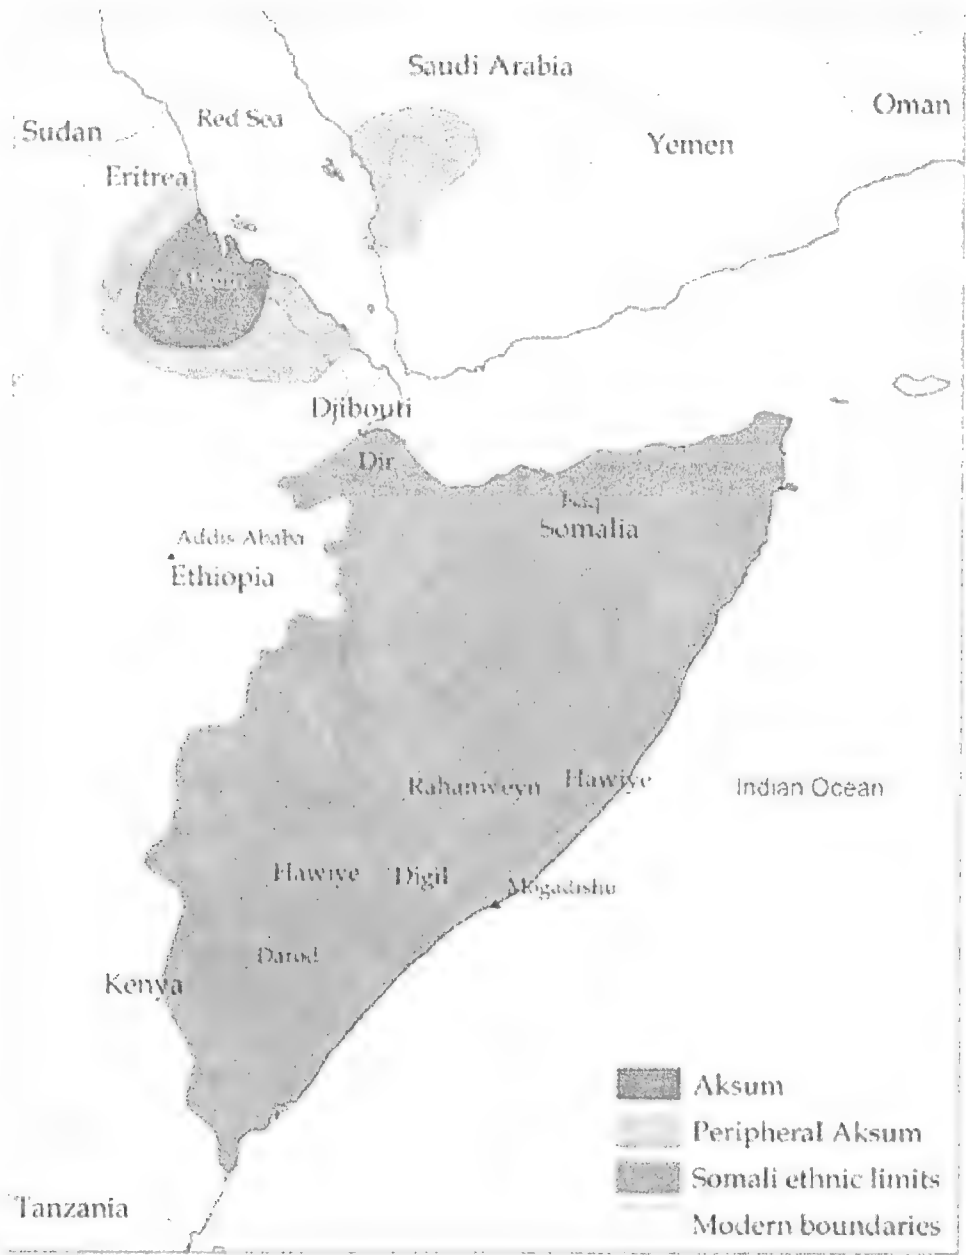 Saudi Arabia
Oman
Red Sea
Sudan
Yemen
Eritrea
Djibouti
Dir
Somalia
Addis Ababa
Ethiopia
Rahanweyn
Hawiye
Indian Ocean
Hawiye
Digil
Mogadishu
Darod
Kenya
Aksum
Peripheral Aksum
Somali ethnic limits
Tanzania
Modern boundaries